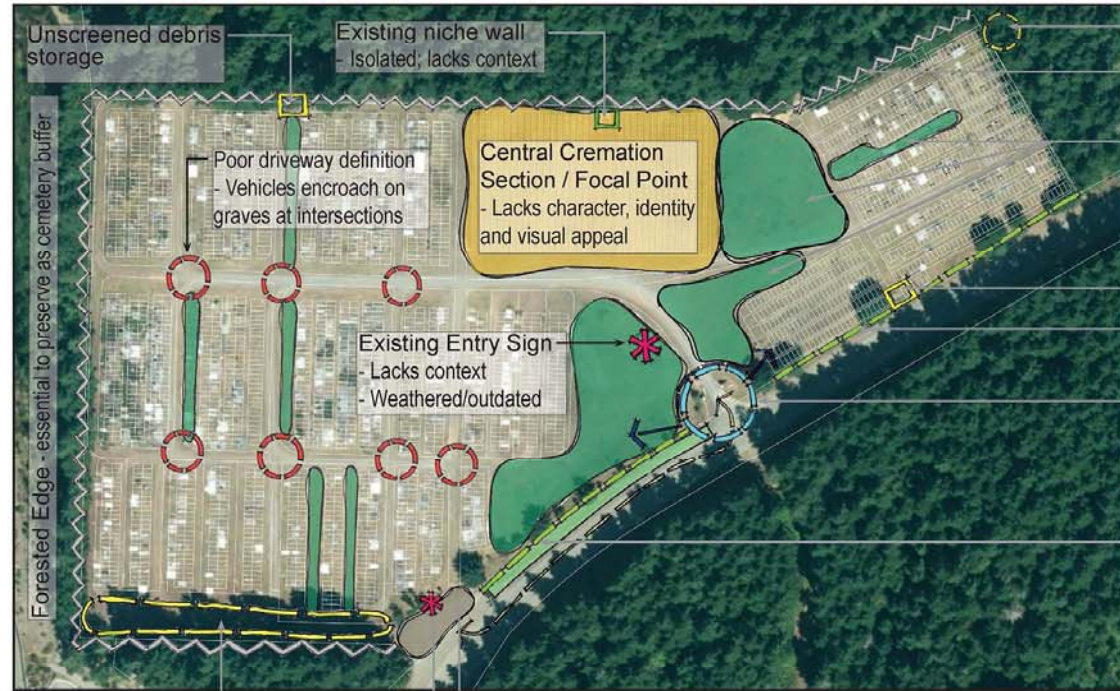 Unscreened debris
storage
Existing niche wall
- Isolated; lacks context
Forested Edge - essential to preserve as cemetery buffer
Poor driveway definition
- Vehicles encroach on
graves at intersections
Central Cremation
Section / Focal Point
- Lacks character, identity
and visual appeal
Existing Entry Sign
- Lacks context
- Weathered/outdated